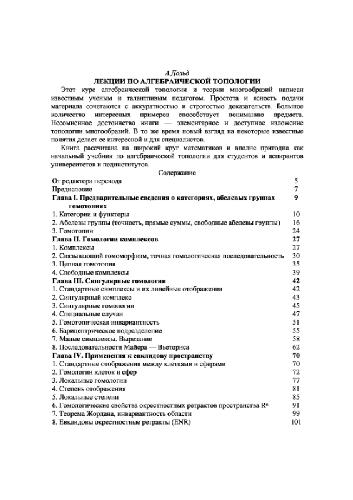 А.Дольд
ЛЕКЦИИ ПО АЛГЕБРАИЧЕСКОЙ ТОПОЛОГИИ
Этот курс алгебраической топологии и теории многообразий написан
известным ученым и талантливым педагогом. Простота и ясность подачи
материала сочетаются с аккуратностью и строгостью доказательств. Большое
количество интересных примеров способствует пониманию предмета.
Несомненное достоинство книги — элементарное и доступное изложение
топологии многообразий. В то же время новый взгляд на некоторые известные
понятия делает ее интересной и для специалистов.
Книга рассчитана на широкий круг математиков и вполне пригодна как
начальный учебник по алгебраической топологии для студентов и аспирантов
университетов и пединститутов.
Содержание
От редактора перевода 5
Предисловие 7
Глава I. Предварительные сведения о категориях, абелевых группах 9
гомотопиях
1. Категории и функторы 10
2. Абелевы группы (точность, прямые суммы, свободные абелевы группы) 16
3. Гомотопия 24
Глава II. Гомологии комплексов 27
1. Комплексы 27
2. Связывающий гомоморфизм, точная гомологическая последовательность 30
3. Цепная гомотопия 35
4. Свободные комплексы 39
Глава III. Сингулярные гомологии 42
1. Стандартные симплексы и их линейные отображения 42
2. Сингулярный комплекс 43
3. Сингулярные гомологии 45
4. Специальные случаи 47
5. Гомотопическая инвариантность 51
6. Барицентрическое подразделение 55
7. Малые симплексы. Вырезание 58
8. Последовательности Майера — Вьеториса 62
Глава IV. Применения к евклидову пространству 70
1. Стандартные отображения между клетками и сферами 70
2. Гомологии клеток и сфер 72
3. Локальные гомологии 77
4. Степень отображения 81
5. Локальные степени 85
6. Гомологические свойства окрестностных ретрактов пространства Rⁿ 91
7. Теорема Жордана, инвариантность области 99
8. Евклидовы окрестностные ретракты (ENR) 101